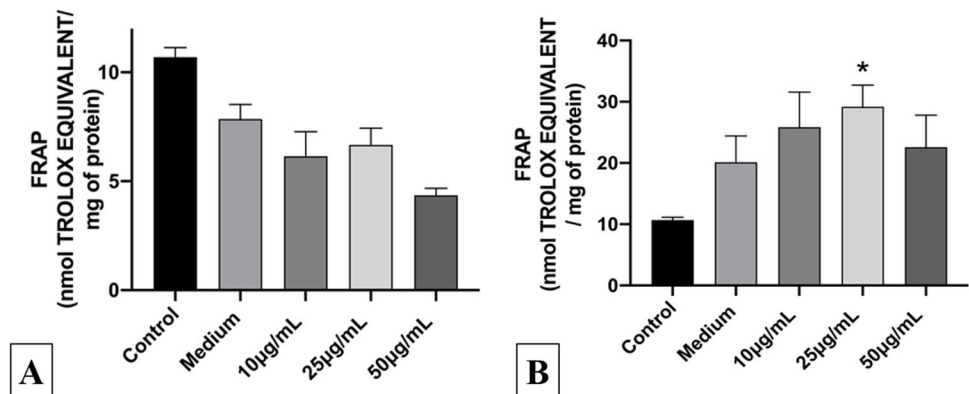 FRAP
(nmol TROLOX EQUIVALENT/
mg of protein)
10
5
0
Control
Medium
10µg/mL
25µg/mL
50µg/mL
A
FRAP
(nmol TROLOX EQUIVALENT
/ mg of protein)
40
30
20
10
0
*
Control
Medium
10µg/mL
25µg/mL
50µg/mL
B